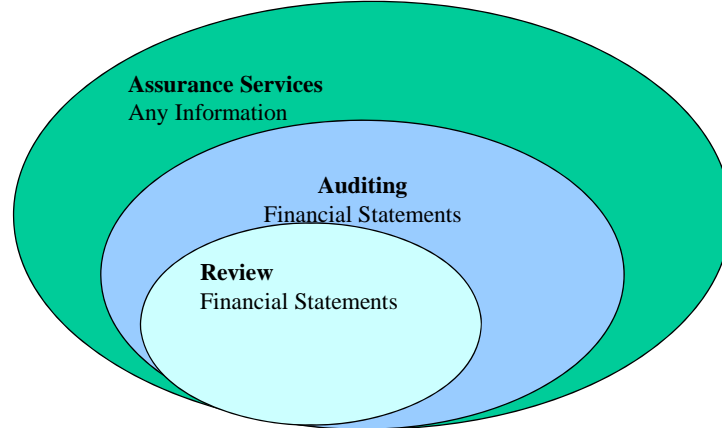 Assurance Services
Any Information
Auditing
Financial Statements
Review
Financial Statements